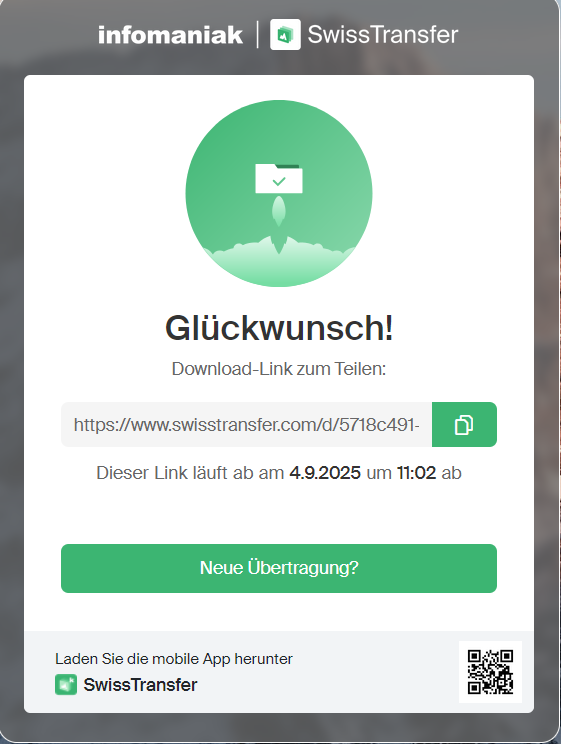 infomaniak | SwissTransfer
Glückwunsch!
Download-Link zum Teilen:
https://www.swisstransfer.com/d/5718c491-
Dieser Link läuft ab am 4.9.2025 um 11:02 ab
Neue Übertragung?
Laden Sie die mobile App herunter
SwissTransfer